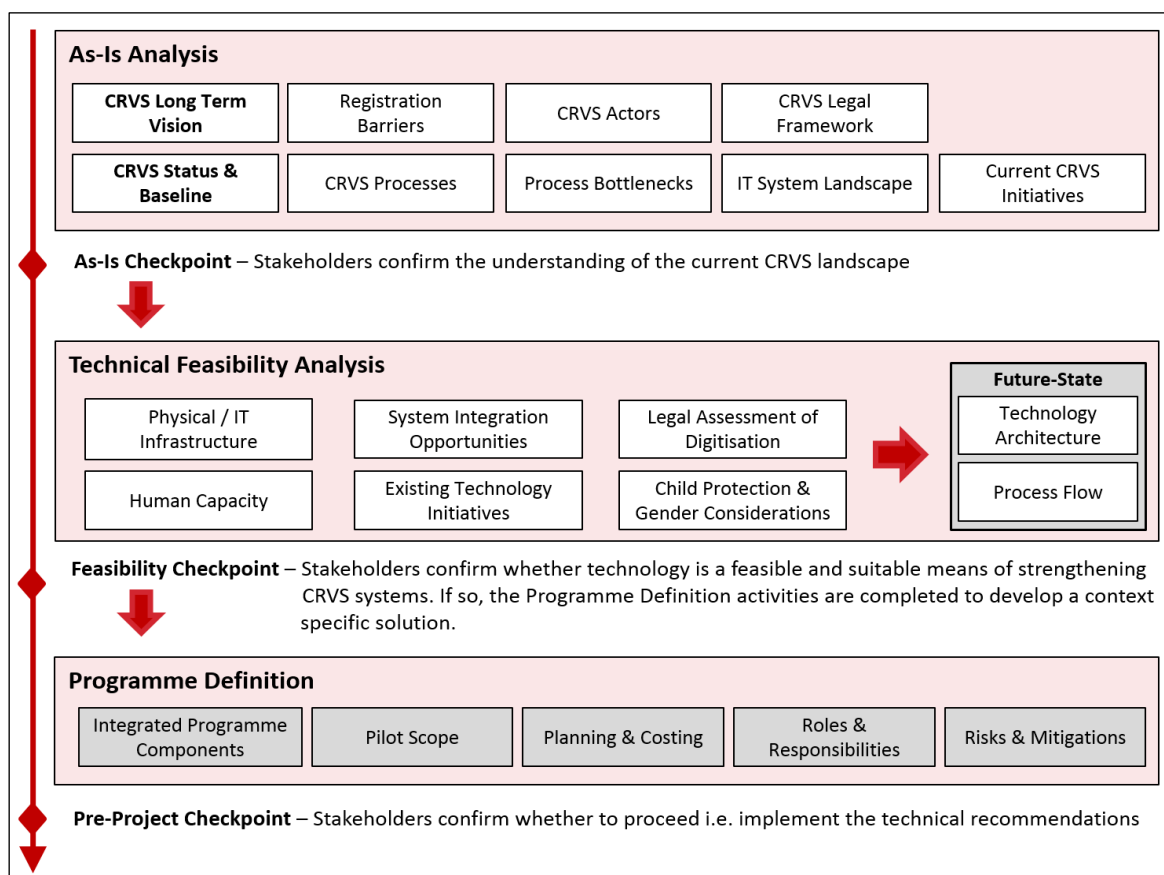 As-Is Analysis
CRVS Long Term
Vision
Registration
Barriers
CRVS Actors
CRVS Legal
Framework
CRVS Status &
Baseline
CRVS Processes
Process Bottlenecks
IT System Landscape
Current CRVS
Initiatives
As-Is Checkpoint – Stakeholders confirm the understanding of the current CRVS landscape
Technical Feasibility Analysis
Physical / IT
Infrastructure
System Integration
Opportunities
Legal Assessment of
Digitisation
Human Capacity
Existing Technology
Initiatives
Child Protection &
Gender Considerations
Future-State
Technology
Architecture
Process Flow
Feasibility Checkpoint – Stakeholders confirm whether technology is a feasible and suitable means of strengthening
CRVS systems. If so, the Programme Definition activities are completed to develop a context
specific solution.
Programme Definition
Integrated Programme
Components
Pilot Scope
Planning & Costing
Roles &
Responsibilities
Risks & Mitigations
Pre-Project Checkpoint – Stakeholders confirm whether to proceed i.e. implement the technical recommendations